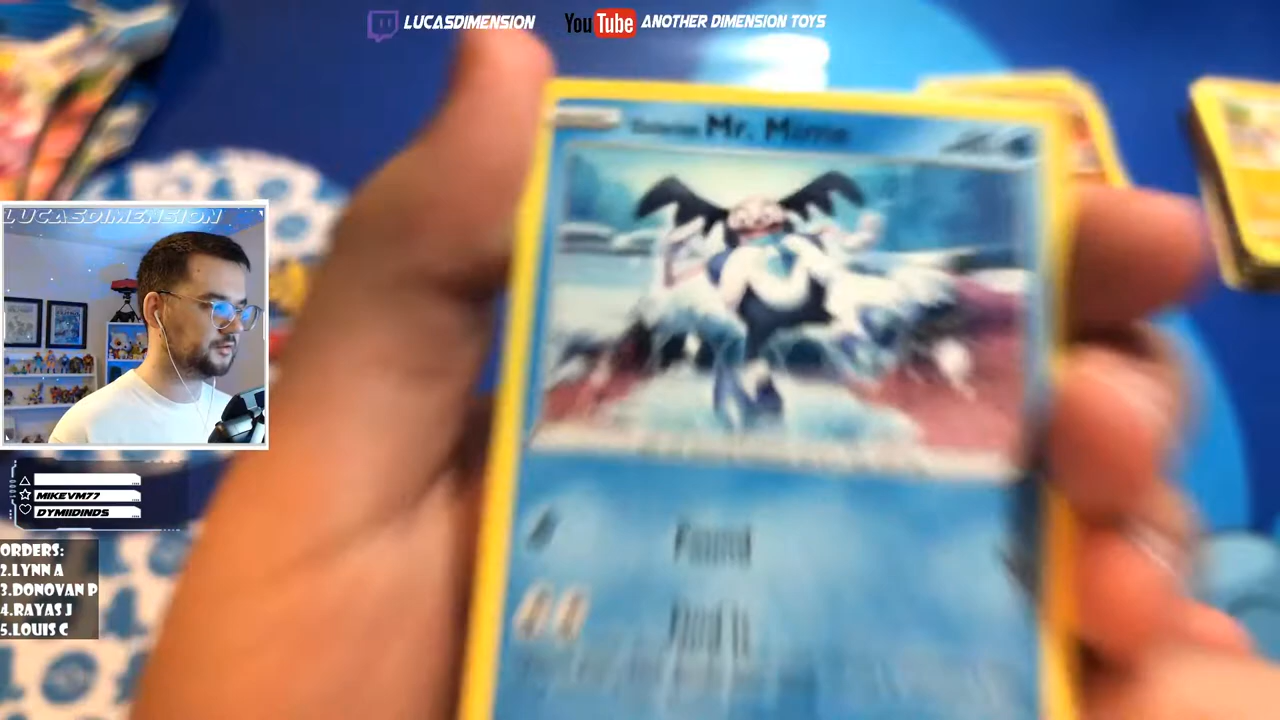 LUCASDIMENSION
YouTube ANOTHER DIMENSION TOYS
Mr. Mime
LUCASDIMENSION
MIKEVM77
DYMIIDINDS
Pound
ORDERS:
2.LYNN A
3.DONOVAN P
4.RAYAS J
5.LOUIS C